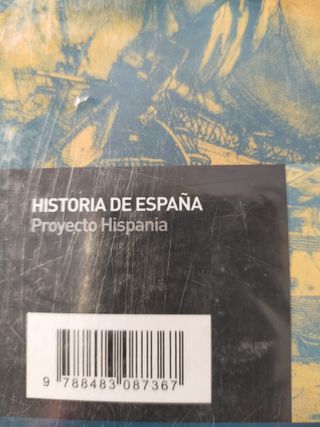 HISTORIA DE ESPAÑA
Proyecto Hispania
9 788483 087367